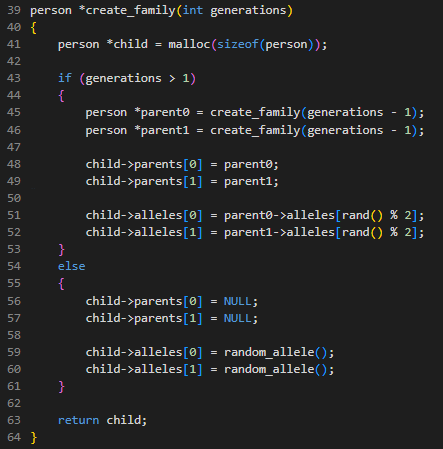 39 person *create_family(int generations)
40 {
41     person *child = malloc(sizeof(person));
42
43     if (generations > 1)
44     {
45         person *parent0 = create_family(generations - 1);
46         person *parent1 = create_family(generations - 1);
47
48         child->parents[0] = parent0;
49         child->parents[1] = parent1;
50
51         child->alleles[0] = parent0->alleles[rand() % 2];
52         child->alleles[1] = parent1->alleles[rand() % 2];
53     }
54     else
55     {
56         child->parents[0] = NULL;
57         child->parents[1] = NULL;
58
59         child->alleles[0] = random_allele();
60         child->alleles[1] = random_allele();
61     }
62
63     return child;
64 }